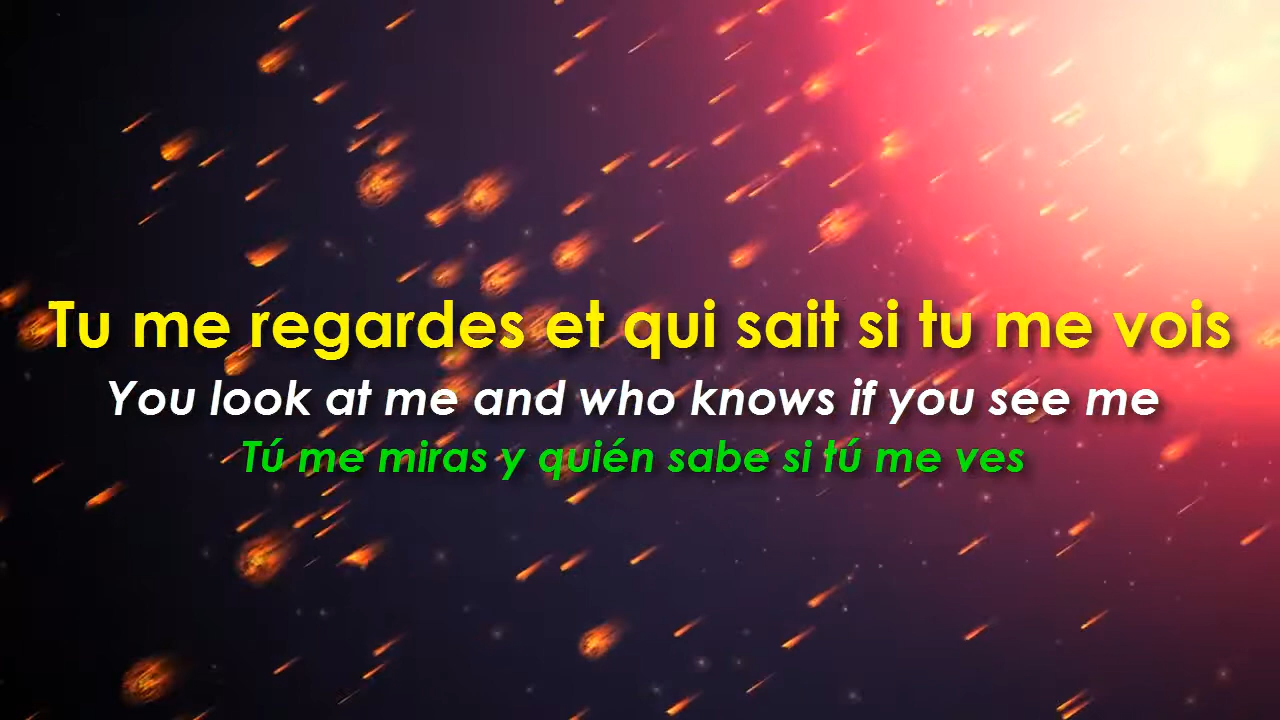 Tu me regardes et qui sait si tu me vois
You look at me and who knows if you see me
Tú me miras y quién sabe si tú me ves